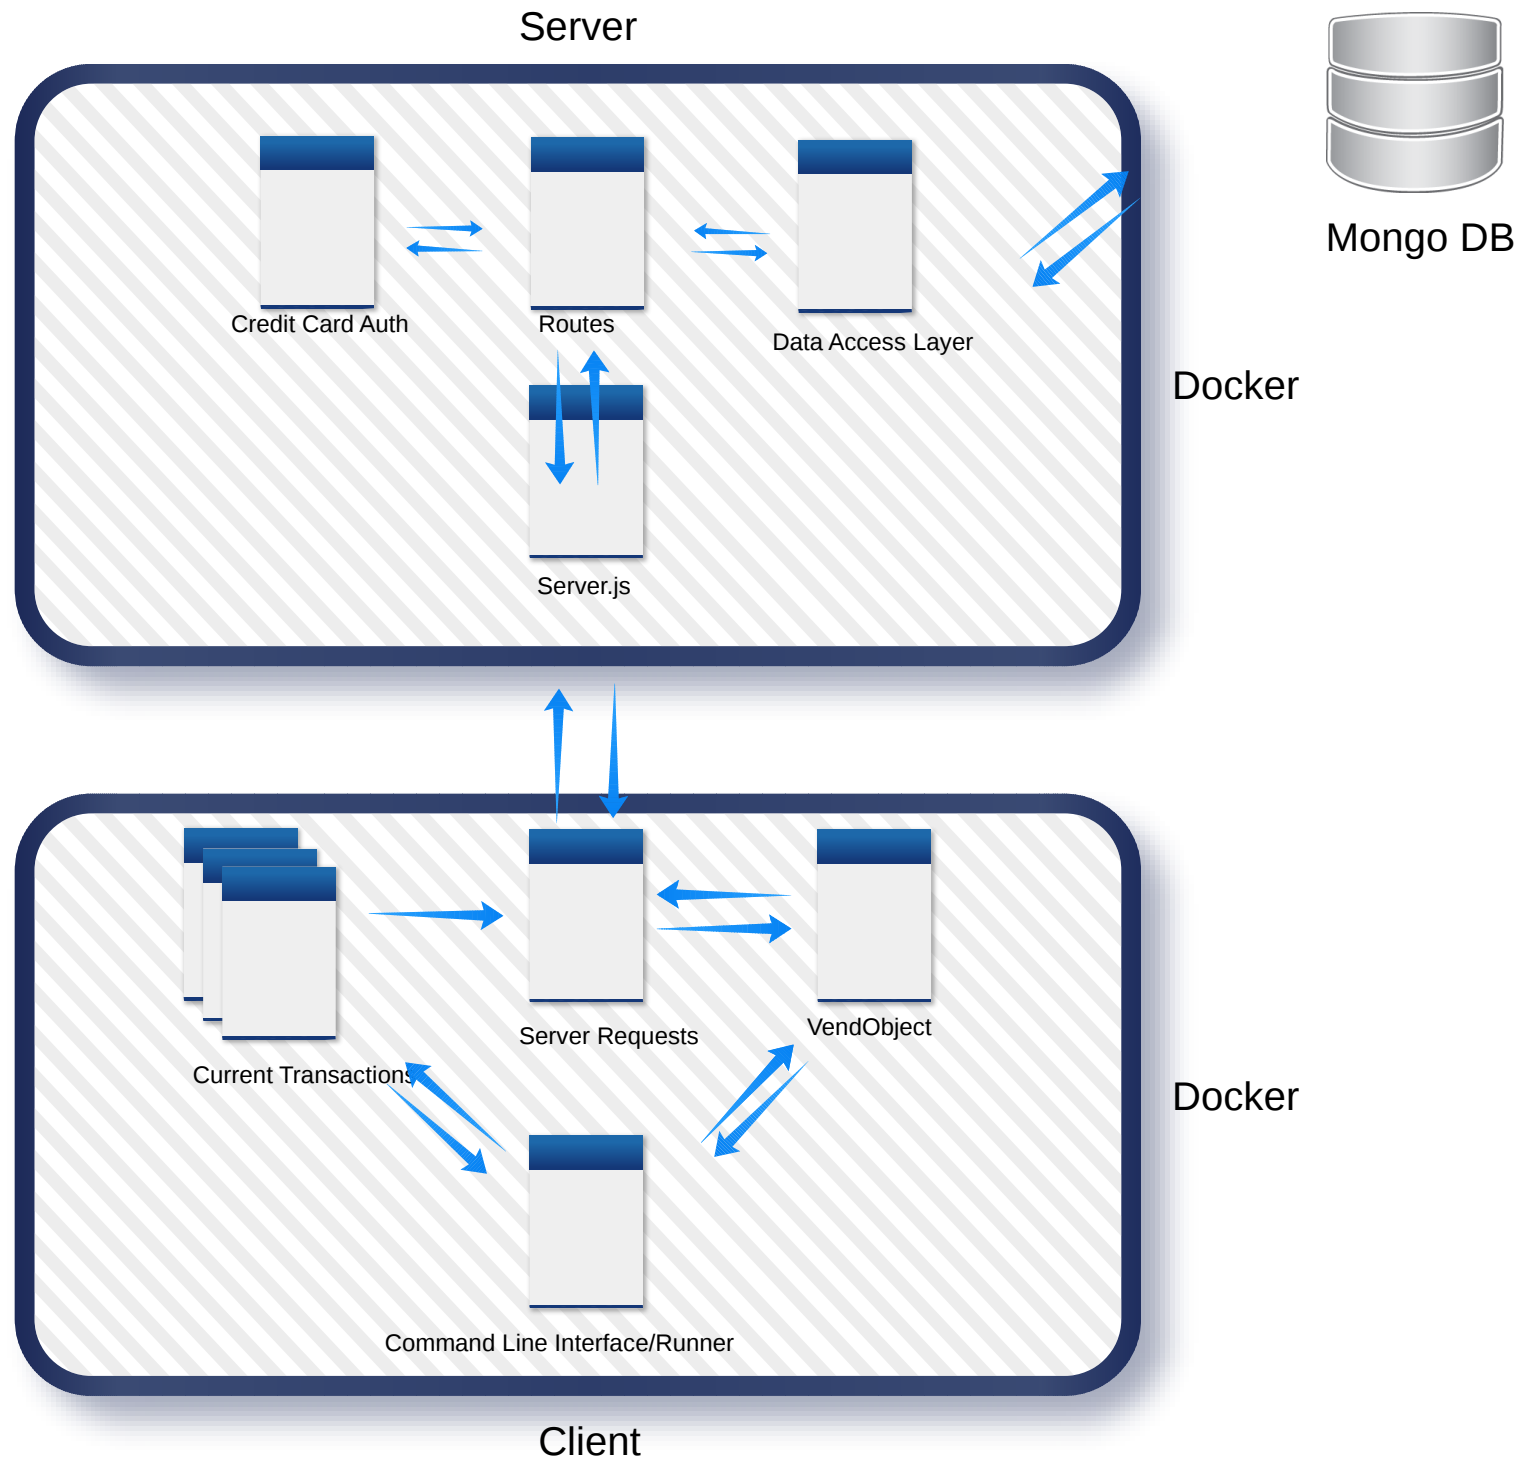 Server
Mongo DB
Credit Card Auth
Routes
Data Access Layer
Docker
Server.js
Server Requests
VendObject
Current Transactions
Docker
Command Line Interface/Runner
Client